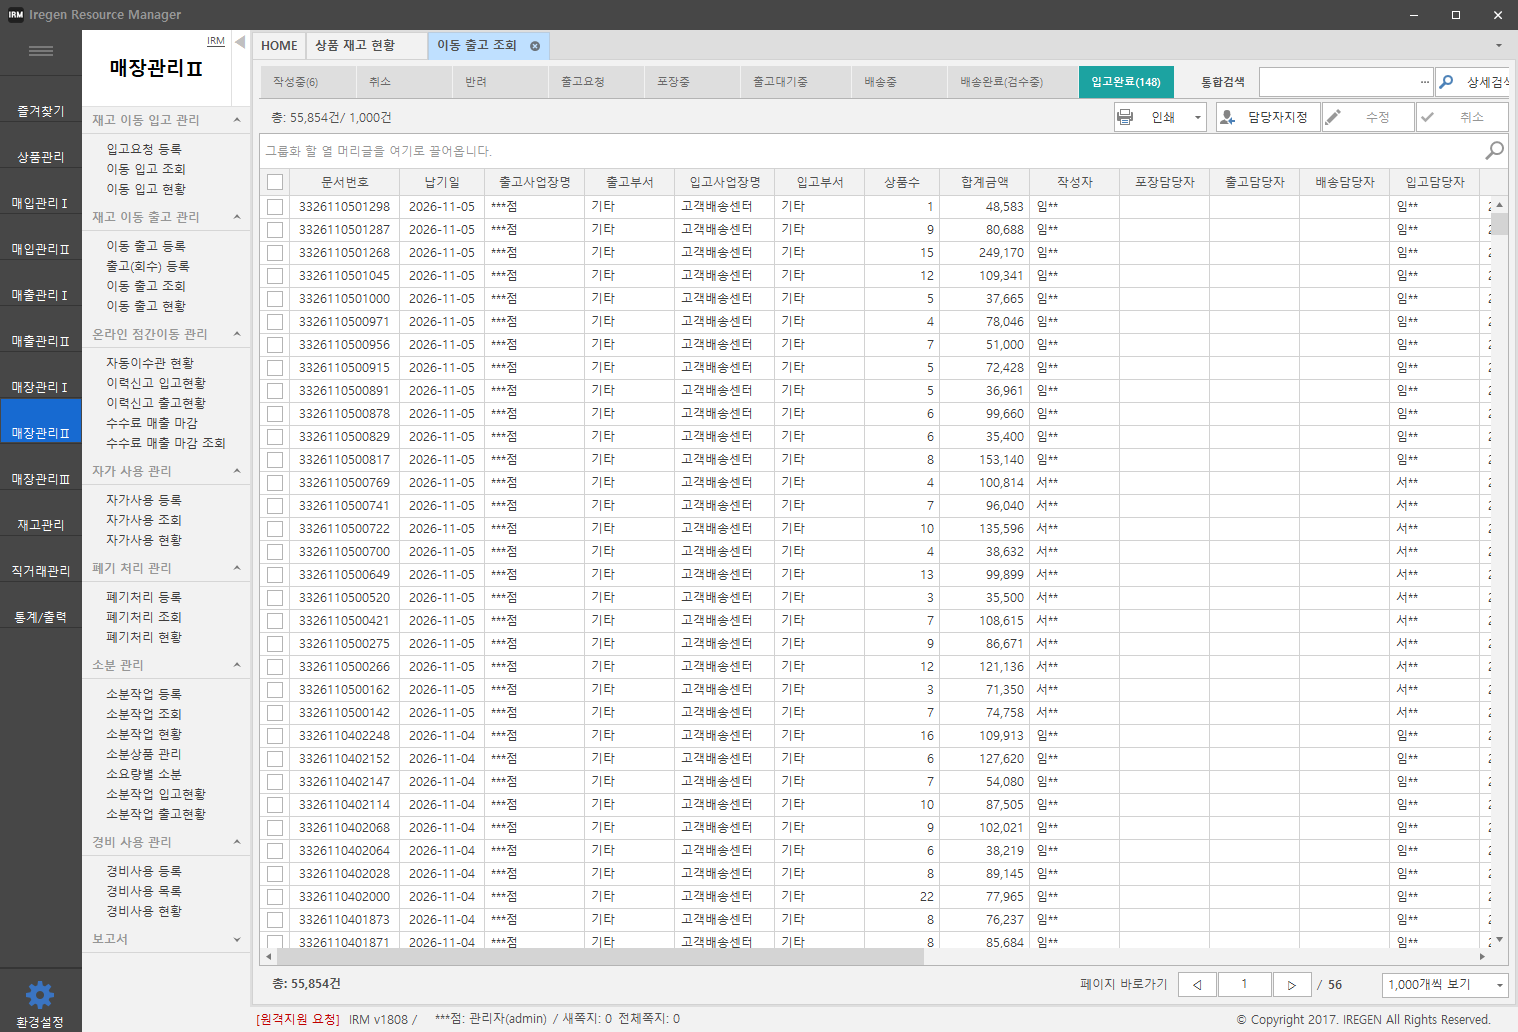 IRM Iregen Resource Manager
즐겨찾기
상품관리
매입관리Ⅰ
매입관리Ⅱ
매출관리Ⅰ
매출관리Ⅱ
매장관리Ⅰ
매장관리Ⅱ
매장관리Ⅲ
재고관리
직거래관리
통계/출력
환경설정
IRM
매장관리Ⅱ
재고 이동 입고 관리
입고요청 등록
이동 입고 조회
이동 입고 현황
재고 이동 출고 관리
이동 출고 등록
출고(회수) 등록
이동 출고 조회
이동 출고 현황
온라인 점간이동 관리
자동이수관 현황
이력신고 입고현황
이력신고 출고현황
수수료 매출 마감
수수료 매출 마감 조회
자가 사용 관리
자가사용 등록
자가사용 조회
자가사용 현황
폐기 처리 관리
폐기처리 등록
폐기처리 조회
폐기처리 현황
소분 관리
소분작업 등록
소분작업 조회
소분작업 현황
소분상품 관리
소요량별 소분
소분작업 입고현황
소분작업 출고현황
경비 사용 관리
경비사용 등록
경비사용 목록
경비사용 현황
보고서
HOME 상품 재고 현황 이동 출고 조회
작성중(6) 취소 반려 출고요청 포장중 출고대기중 배송중 배송완료(검수중) 입고완료(148) 통합검색 ... 상세검색
총: 55,854건/ 1,000건 인쇄 담당자지정 수정 취소
그룹화 할 열 머리글을 여기로 끌어옵니다.
문서번호 납기일 출고사업장명 출고부서 입고사업장명 입고부서 상품수 합계금액 작성자 포장담당자 출고담당자 배송담당자 입고담당자
3326110501298 2026-11-05 ***점 기타 고객배송센터 기타 1 48,583 임** 임** 2
3326110501287 2026-11-05 ***점 기타 고객배송센터 기타 9 80,688 임** 임** 2
3326110501268 2026-11-05 ***점 기타 고객배송센터 기타 15 249,170 임** 임** 2
3326110501045 2026-11-05 ***점 기타 고객배송센터 기타 12 109,341 임** 임** 2
3326110501000 2026-11-05 ***점 기타 고객배송센터 기타 5 37,665 임** 임** 2
3326110500971 2026-11-05 ***점 기타 고객배송센터 기타 4 78,046 임** 임** 2
3326110500956 2026-11-05 ***점 기타 고객배송센터 기타 7 51,000 임** 임** 2
3326110500915 2026-11-05 ***점 기타 고객배송센터 기타 5 72,428 임** 임** 2
3326110500891 2026-11-05 ***점 기타 고객배송센터 기타 5 36,961 임** 임** 2
3326110500878 2026-11-05 ***점 기타 고객배송센터 기타 6 99,660 임** 임** 2
3326110500829 2026-11-05 ***점 기타 고객배송센터 기타 6 35,400 임** 임** 2
3326110500817 2026-11-05 ***점 기타 고객배송센터 기타 8 153,140 임** 임** 2
3326110500769 2026-11-05 ***점 기타 고객배송센터 기타 4 100,814 서** 서** 2
3326110500741 2026-11-05 ***점 기타 고객배송센터 기타 7 96,040 서** 서** 2
3326110500722 2026-11-05 ***점 기타 고객배송센터 기타 10 135,596 서** 서** 2
3326110500700 2026-11-05 ***점 기타 고객배송센터 기타 4 38,632 서** 서** 2
3326110500649 2026-11-05 ***점 기타 고객배송센터 기타 13 99,899 서** 서** 2
3326110500520 2026-11-05 ***점 기타 고객배송센터 기타 3 35,500 서** 서** 2
3326110500421 2026-11-05 ***점 기타 고객배송센터 기타 7 108,615 서** 서** 2
3326110500275 2026-11-05 ***점 기타 고객배송센터 기타 9 86,671 서** 서** 2
3326110500266 2026-11-05 ***점 기타 고객배송센터 기타 12 121,136 서** 서** 2
3326110500162 2026-11-05 ***점 기타 고객배송센터 기타 3 71,350 서** 서** 2
3326110500142 2026-11-05 ***점 기타 고객배송센터 기타 7 74,758 서** 서** 2
3326110402248 2026-11-04 ***점 기타 고객배송센터 기타 16 109,913 임** 임** 2
3326110402152 2026-11-04 ***점 기타 고객배송센터 기타 6 127,620 임** 임** 2
3326110402147 2026-11-04 ***점 기타 고객배송센터 기타 7 54,080 임** 임** 2
3326110402114 2026-11-04 ***점 기타 고객배송센터 기타 10 87,505 임** 임** 2
3326110402068 2026-11-04 ***점 기타 고객배송센터 기타 9 102,021 임** 임** 2
3326110402064 2026-11-04 ***점 기타 고객배송센터 기타 6 38,219 임** 임** 2
3326110402028 2026-11-04 ***점 기타 고객배송센터 기타 8 89,145 임** 임** 2
3326110402000 2026-11-04 ***점 기타 고객배송센터 기타 22 77,965 임** 임** 2
3326110401873 2026-11-04 ***점 기타 고객배송센터 기타 8 76,237 임** 임** 2
3326110401871 2026-11-04 ***점 기타 고객배송센터 기타 8 85,684 임** 임** 2
총: 55,854건 페이지 바로가기 1 / 56 1,000개씩 보기
[원격지원 요청] IRM v1808 / ***점: 관리자(admin) / 새쪽지: 0 전체쪽지: 0 © Copyright 2017. IREGEN All Rights Reserved.